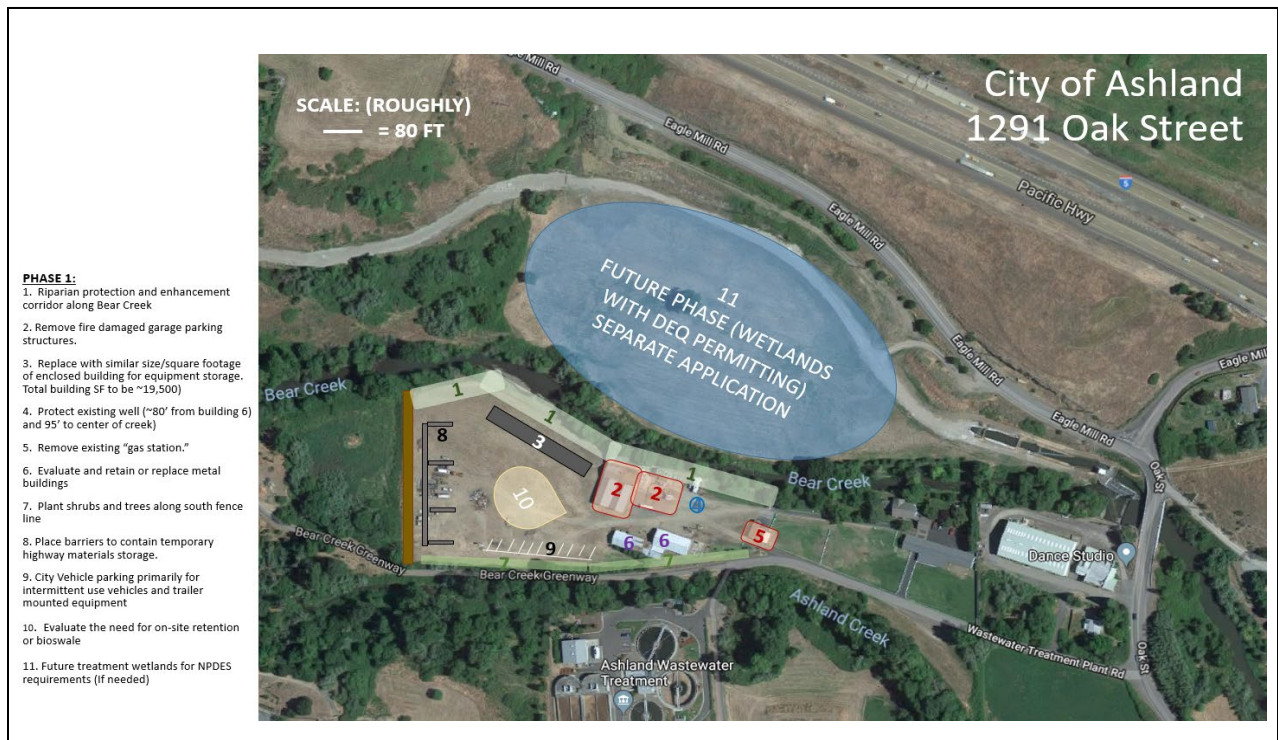 City of Ashland
1291 Oak Street
SCALE: (ROUGHLY)
= 80 FT
PHASE 1:
1. Riparian protection and enhancement
corridor along Bear Creek
2. Remove fire damaged garage parking
structures.
3. Replace with similar size/square footage
of enclosed building for equipment storage.
Total building SF to be ~19,500)
4. Protect existing well (~80' from building 6)
and 95' to center of creek)
5. Remove existing “gas station.”
6. Evaluate and retain or replace metal
buildings
7. Plant shrubs and trees along south fence
line
8. Place barriers to contain temporary
highway materials storage.
9. City Vehicle parking primarily for
intermittent use vehicles and trailer
mounted equipment
10. Evaluate the need for on-site retention
or bioswale
11. Future treatment wetlands for NPDES
requirements (If needed)
Eagle Mill Rd
Eagle Mill Rd
Eagle Mill Rd
Eagle Mill Rd
Eagle Mill Rd
Eagle Mill
Pacific Hwy
5
11
FUTURE PHASE (WETLANDS
WITH DEQ PERMITTING)
SEPARATE APPLICATION
Bear Creek
Bear Creek
1
1
1
8
3
2
2
4
10
9
6
6
5
7
7
Bear Creek Greenway
Bear Creek Greenway
Ashland Creek
Dance Studio
Oak St
Oak St
Wastewater Treatment Plant Rd
Ashland Wastewater
Treatment